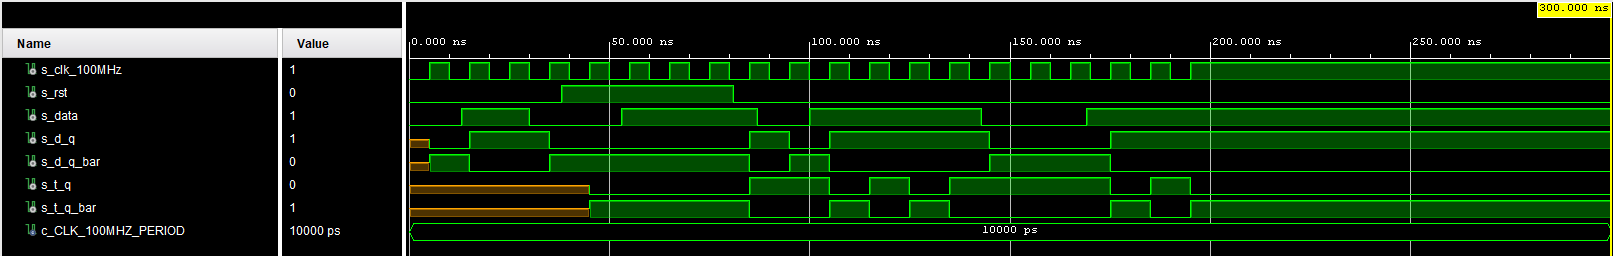 300.000 ns
Name Value
0.000 ns 50.000 ns 100.000 ns 150.000 ns 200.000 ns 250.000 ns
s_clk_100MHz 1
s_rst 0
s_data 1
s_d_q 1
s_d_q_bar 0
s_t_q 0
s_t_q_bar 1
c_CLK_100MHZ_PERIOD 10000 ps 10000 ps